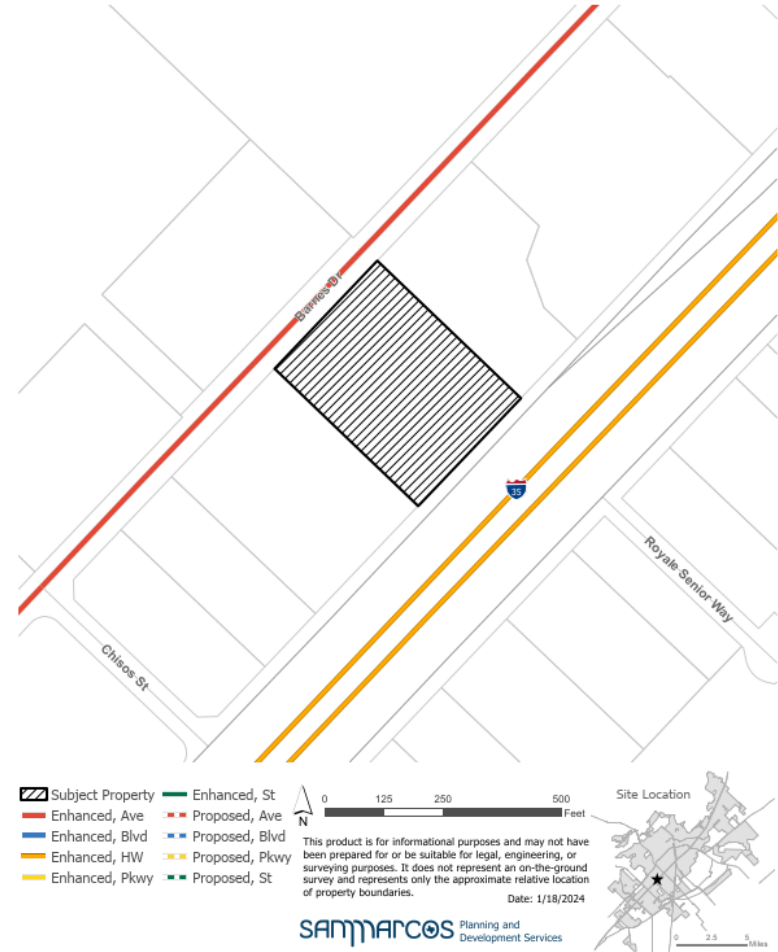 Barnes Dr
35
Royale Senior Way
Chisos St
Subject Property
Enhanced, Ave
Enhanced, Blvd
Enhanced, HW
Enhanced, Pkwy
Enhanced, St
Proposed, Ave
Proposed, Blvd
Proposed, Pkwy
Proposed, St
N
0 125 250 500
Feet
This product is for informational purposes and may not have
been prepared for or be suitable for legal, engineering, or
surveying purposes. It does not represent an on-the-ground
survey and represents only the approximate relative location
of property boundaries.
Date: 1/18/2024
SANMARCOS
Planning and
Development Services
Site Location
0 2.5 5
Miles